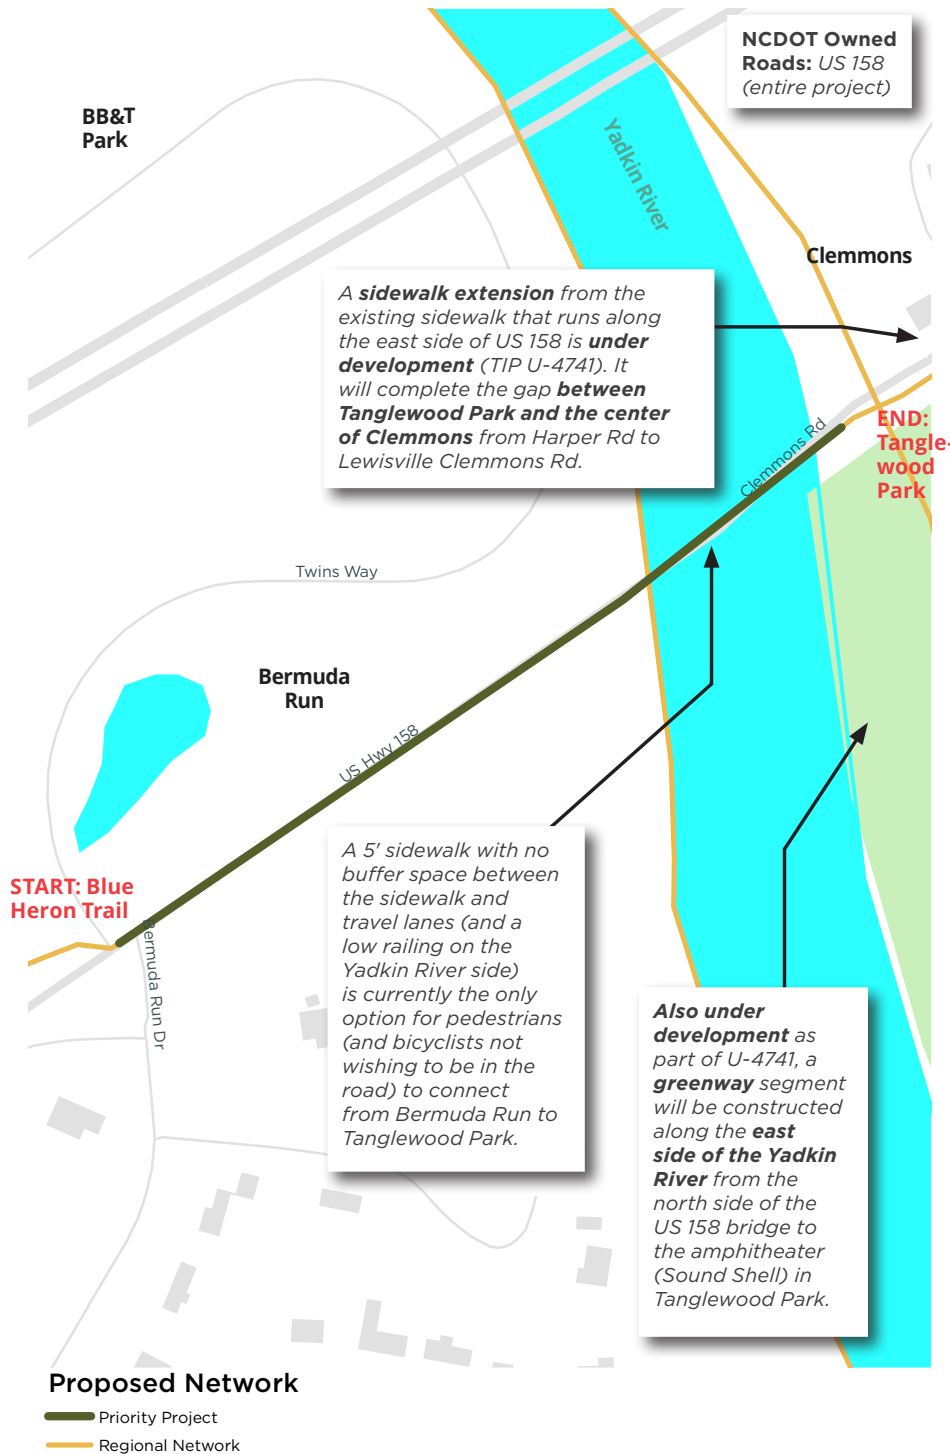 NCDOT Owned
Roads: US 158
(entire project)
BB&T
Park
Yadkin River
Clemmons
A sidewalk extension from the
existing sidewalk that runs along
the east side of US 158 is under
development (TIP U-4741). It
will complete the gap between
Tanglewood Park and the center
of Clemmons from Harper Rd to
Lewisville Clemmons Rd.
END:
Tangle-
wood
Park
Clemmons Rd
Twins Way
Bermuda
Run
US Hwy 158
A 5' sidewalk with no
buffer space between
the sidewalk and
travel lanes (and a
low railing on the
Yadkin River side)
is currently the only
option for pedestrians
(and bicyclists not
wishing to be in the
road) to connect
from Bermuda Run to
Tanglewood Park.
START: Blue
Heron Trail
Bermuda Run Dr
Also under
development as
part of U-4741, a
greenway segment
will be constructed
along the east
side of the Yadkin
River from the
north side of the
US 158 bridge to
the amphitheater
(Sound Shell) in
Tanglewood Park.
Proposed Network
Priority Project
Regional Network